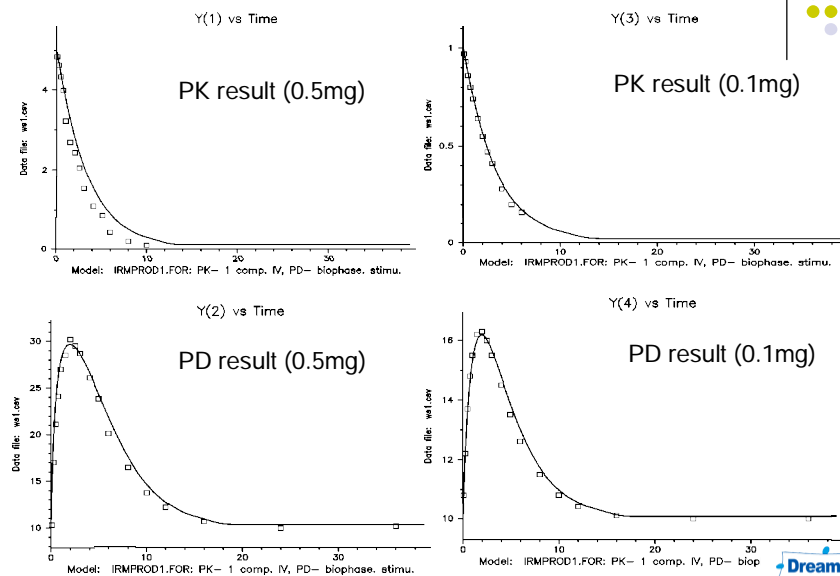 Y(1) vs Time
PK result (0.5mg)
4
2
0
Data file: ws1.csv
0
10
20
30
Model: IRMPROD1.FOR: PK- 1 comp. IV, PD- biophase. stimu.
Y(3) vs Time
PK result (0.1mg)
1
0.5
0
Data file: ws1.csv
0
10
20
30
Model: IRMPROD1.FOR: PK- 1 comp. IV, PD- biophase. stimu.
Y(2) vs Time
PD result (0.5mg)
30
25
20
15
10
Data file: ws1.csv
0
10
20
30
Model: IRMPROD1.FOR: PK- 1 comp. IV, PD- biophase. stimu.
Y(4) vs Time
PD result (0.1mg)
16
14
12
10
Data file: ws1.csv
0
10
20
30
Model: IRMPROD1.FOR: PK- 1 comp. IV, PD- biop
Dream